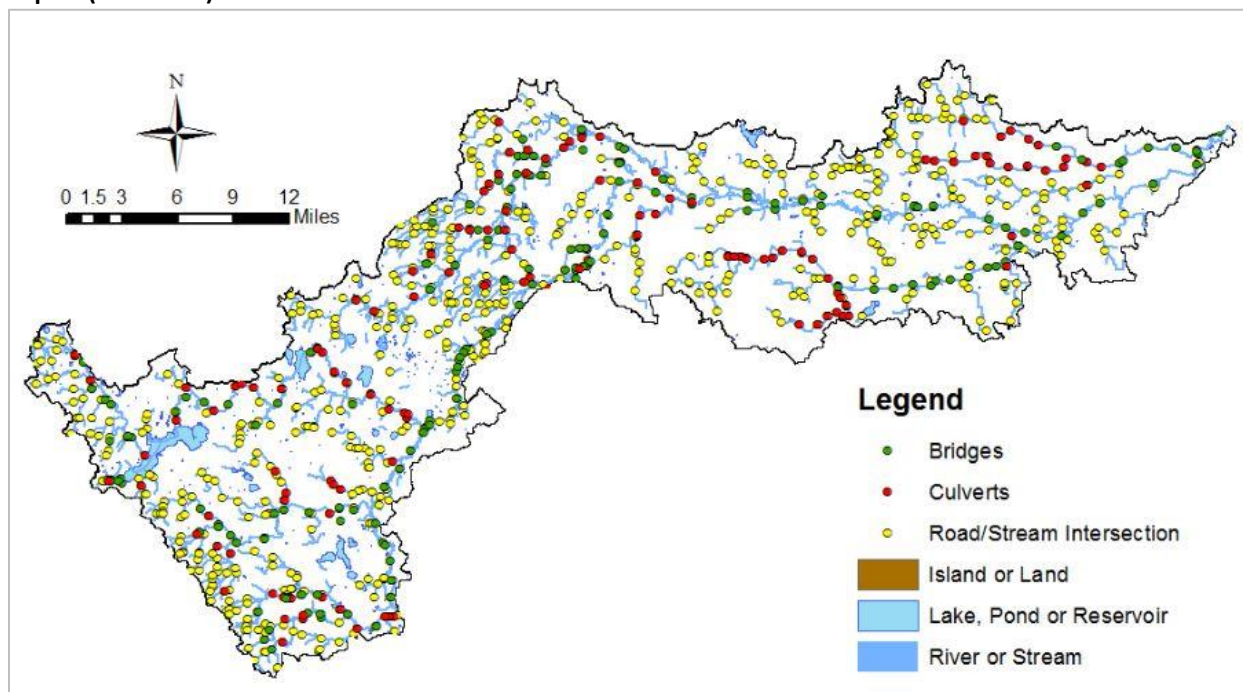 N
0 1.5 3 6 9 12
Miles
Legend
Bridges
Culverts
Road/Stream Intersection
Island or Land
Lake, Pond or Reservoir
River or Stream